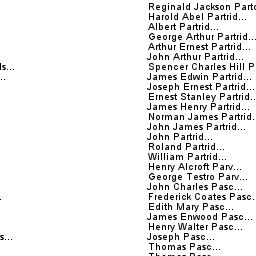 Reginald Jackson Partd
Harold Abel Partrid...
Albert Partrid...
George Arthur Partrid...
Arthur Ernest Partrid...
John Arthur Partrid...
ls... Spencer Charles Hill P
... James Edwin Partrid...
Joseph Ernest Partrid...
Ernest Stanley Partrid...
James Henry Partrid...
Norman James Partrid.
John James Partrid...
John Partrid...
Roland Partrid...
William Partrid...
Henry Alcroft Parv...
George Testro Parv...
John Charles Pasc...
. Frederick Coates Pasc.
Edith Mary Pasc...
James Enwood Pasc...
Henry Walter Pasc...
s... Joseph Pasc...
Thomas Pasc...